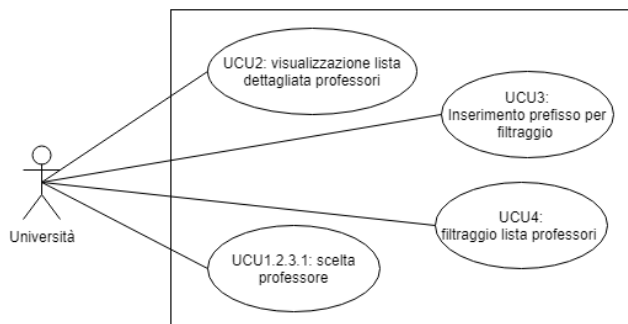 UCU2: visualizzazione lista
dettagliata professori
UCU3:
Inserimento prefisso per
filtraggio
Università
UCU4:
filtraggio lista professori
UCU1.2.3.1: scelta
professore